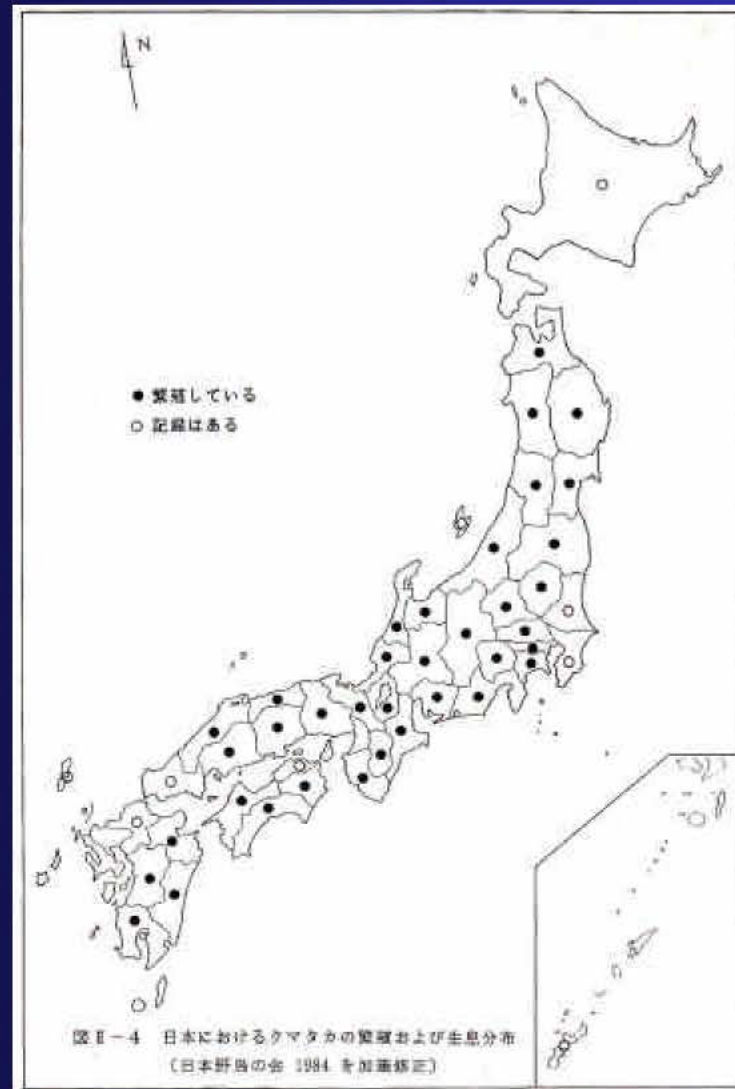 N
● 繁殖している
○ 記録はある
図Ⅱ-4 日本におけるクマタカの繁殖および生息分布
(日本野鳥の会 1984 を加筆修正)